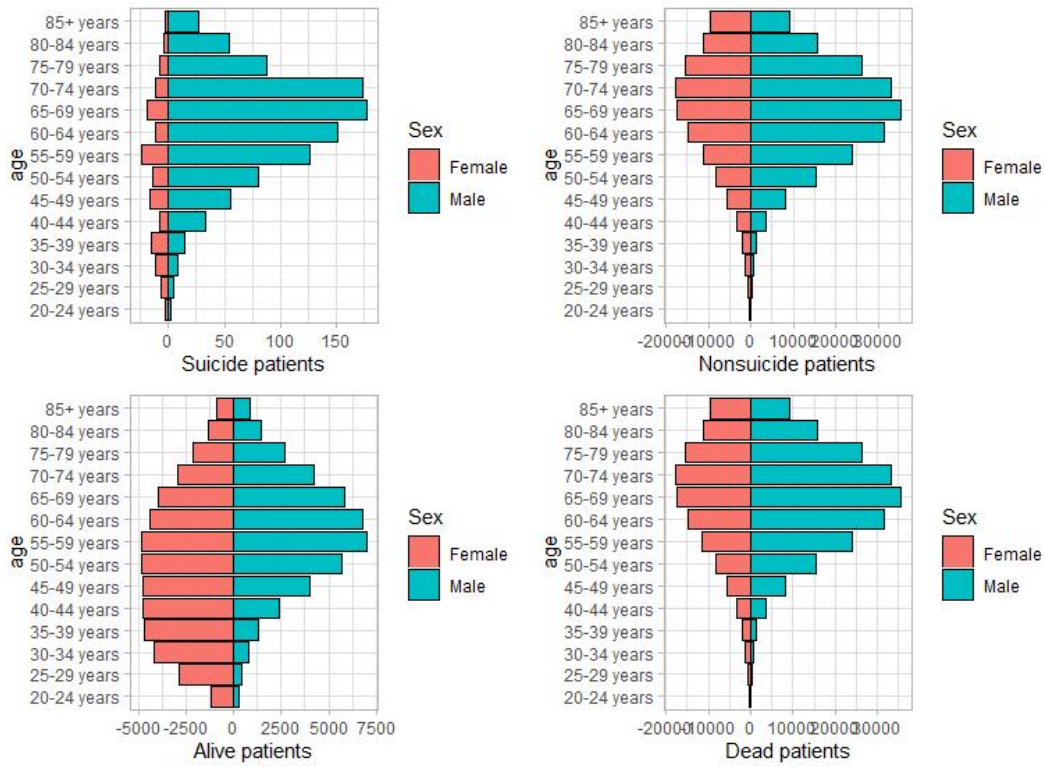 85+ years
80-84 years
75-79 years
70-74 years
65-69 years
60-64 years
55-59 years
50-54 years
45-49 years
40-44 years
35-39 years
30-34 years
25-29 years
20-24 years
age
0 50 100 150
Suicide patients
Sex
Female
Male
85+ years
80-84 years
75-79 years
70-74 years
65-69 years
60-64 years
55-59 years
50-54 years
45-49 years
40-44 years
35-39 years
30-34 years
25-29 years
20-24 years
age
-20000 -10000 0 10000 20000 30000
Nonsuicide patients
Sex
Female
Male
85+ years
80-84 years
75-79 years
70-74 years
65-69 years
60-64 years
55-59 years
50-54 years
45-49 years
40-44 years
35-39 years
30-34 years
25-29 years
20-24 years
age
-5000 -2500 0 2500 5000 7500
Alive patients
Sex
Female
Male
85+ years
80-84 years
75-79 years
70-74 years
65-69 years
60-64 years
55-59 years
50-54 years
45-49 years
40-44 years
35-39 years
30-34 years
25-29 years
20-24 years
age
-20000 -10000 0 10000 20000 30000
Dead patients
Sex
Female
Male